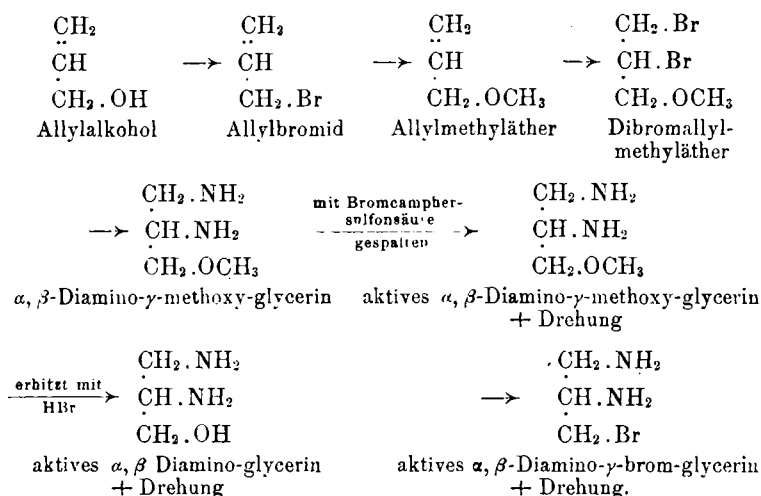 CH₂ CH₂ CH₂ CH₂.Br
CH → CH → CH → CH.Br
CH₂.OH CH₂.Br CH₂.OCH₃ CH₂.OCH₃
Allylalkohol Allylbromid Allylmethyläther Dibromallyl-
methyläther
CH₂.NH₂ mit Bromcampher- CH₂.NH₂
sulfonsäure
→ CH.NH₂ → CH.NH₂
gespalten
CH₂.OCH₃ CH₂.OCH₃
α, β-Diamino-γ-methoxy-glycerin aktives α, β-Diamino-γ-methoxy-glycerin
+ Drehung
CH₂.NH₂ CH₂.NH₂
erhitzt mit
→ CH.NH₂ → CH.NH₂
HBr
CH₂.OH CH₂.Br
aktives α, β Diamino-glycerin aktives α, β-Diamino-γ-brom-glycerin
+ Drehung + Drehung.